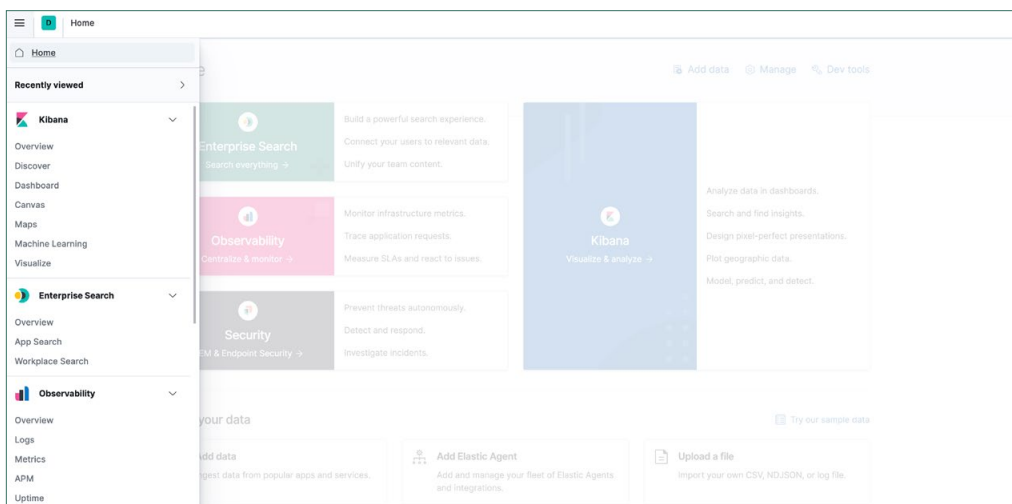 D Home
Home
Recently viewed
Kibana
Overview
Discover
Dashboard
Canvas
Maps
Machine Learning
Visualize
Enterprise Search
Overview
App Search
Workplace Search
Observability
Overview
Logs
Metrics
APM
Uptime
Add data Manage Dev tools
Enterprise Search
Search everything →
Build a powerful search experience.
Connect your users to relevant data.
Unify your team content.
Observability
Centralize & monitor →
Monitor infrastructure metrics.
Trace application requests.
Measure SLAs and react to issues.
Security
EM & Endpoint Security →
Prevent threats autonomously.
Detect and respond.
Investigate incidents.
Kibana
Visualize & analyze →
Analyze data in dashboards.
Search and find insights.
Design pixel-perfect presentations.
Plot geographic data.
Model, predict, and detect.
your data
Try our sample data
Add data
ngest data from popular apps and services.
Add Elastic Agent
Add and manage your fleet of Elastic Agents
and integrations.
Upload a file
Import your own CSV, NDJSON, or log file.